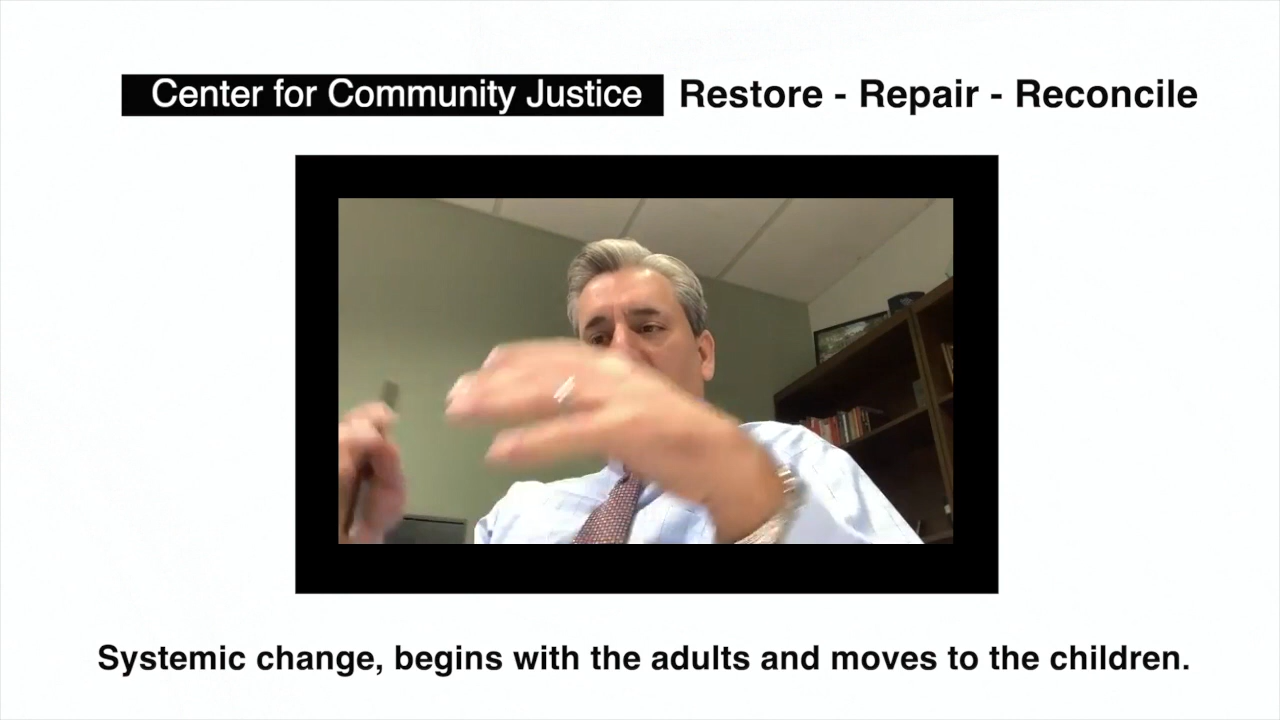 Center for Community Justice Restore - Repair - Reconcile
Systemic change, begins with the adults and moves to the children.